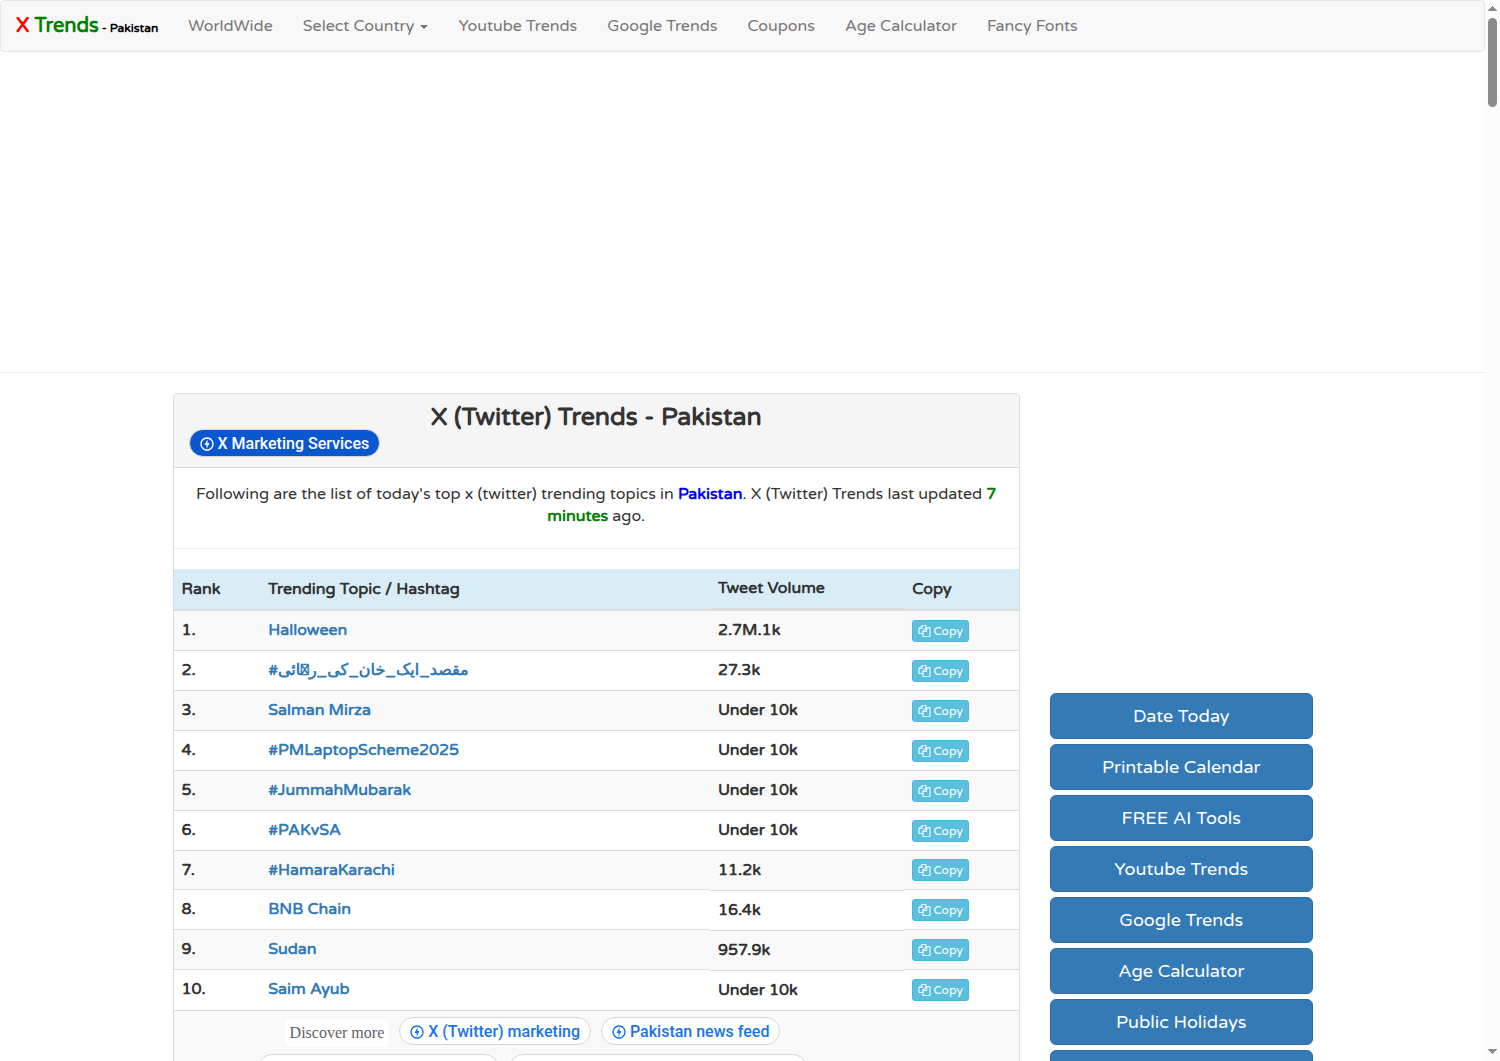 X Trends - Pakistan WorldWide Select Country Youtube Trends Google Trends Coupons Age Calculator Fancy Fonts
X (Twitter) Trends - Pakistan
X Marketing Services
Following are the list of today's top x (twitter) trending topics in Pakistan. X (Twitter) Trends last updated 7
minutes ago.
Rank Trending Topic / Hashtag Tweet Volume Copy
1. Halloween 2.7M.1k Copy
2. #مقصد_ایک_خان_کی_رہائی 27.3k Copy
3. Salman Mirza Under 10k Copy
4. #PMLaptopScheme2025 Under 10k Copy
5. #JummahMubarak Under 10k Copy
6. #PAKvSA Under 10k Copy
7. #HamaraKarachi 11.2k Copy
8. BNB Chain 16.4k Copy
9. Sudan 957.9k Copy
10. Saim Ayub Under 10k Copy
Discover more X (Twitter) marketing Pakistan news feed
Date Today
Printable Calendar
FREE AI Tools
Youtube Trends
Google Trends
Age Calculator
Public Holidays